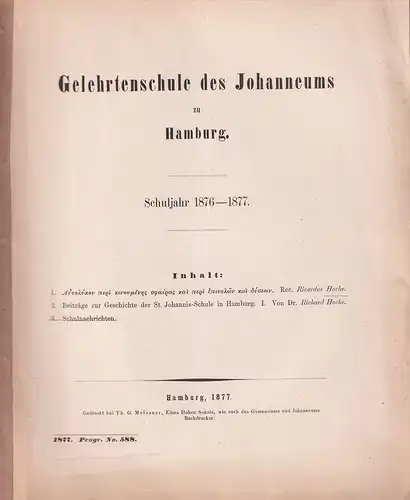 Gelehrtenschule des Johanneums
zu
Hamburg.
Schuljahr 1876—1877.
Inhalt:
1. Αὐτολύκου περὶ κινουμένης σφαίρης καὶ περὶ ἐπιτολῶν καὶ δύσεων. Rec. Ricardus Hoche.
2. Beiträge zur Geschichte der St. Johannis-Schule in Hamburg. I. Von Dr. Richard Hoche.
3. Schulnachrichten.
Hamburg, 1877.
Gedruckt bei Th. G. Meissner, Eines Hohen Senats, wie auch des Gymnasiums und Johanneums
Buchdrucker.
1877. Progr. No. 588.